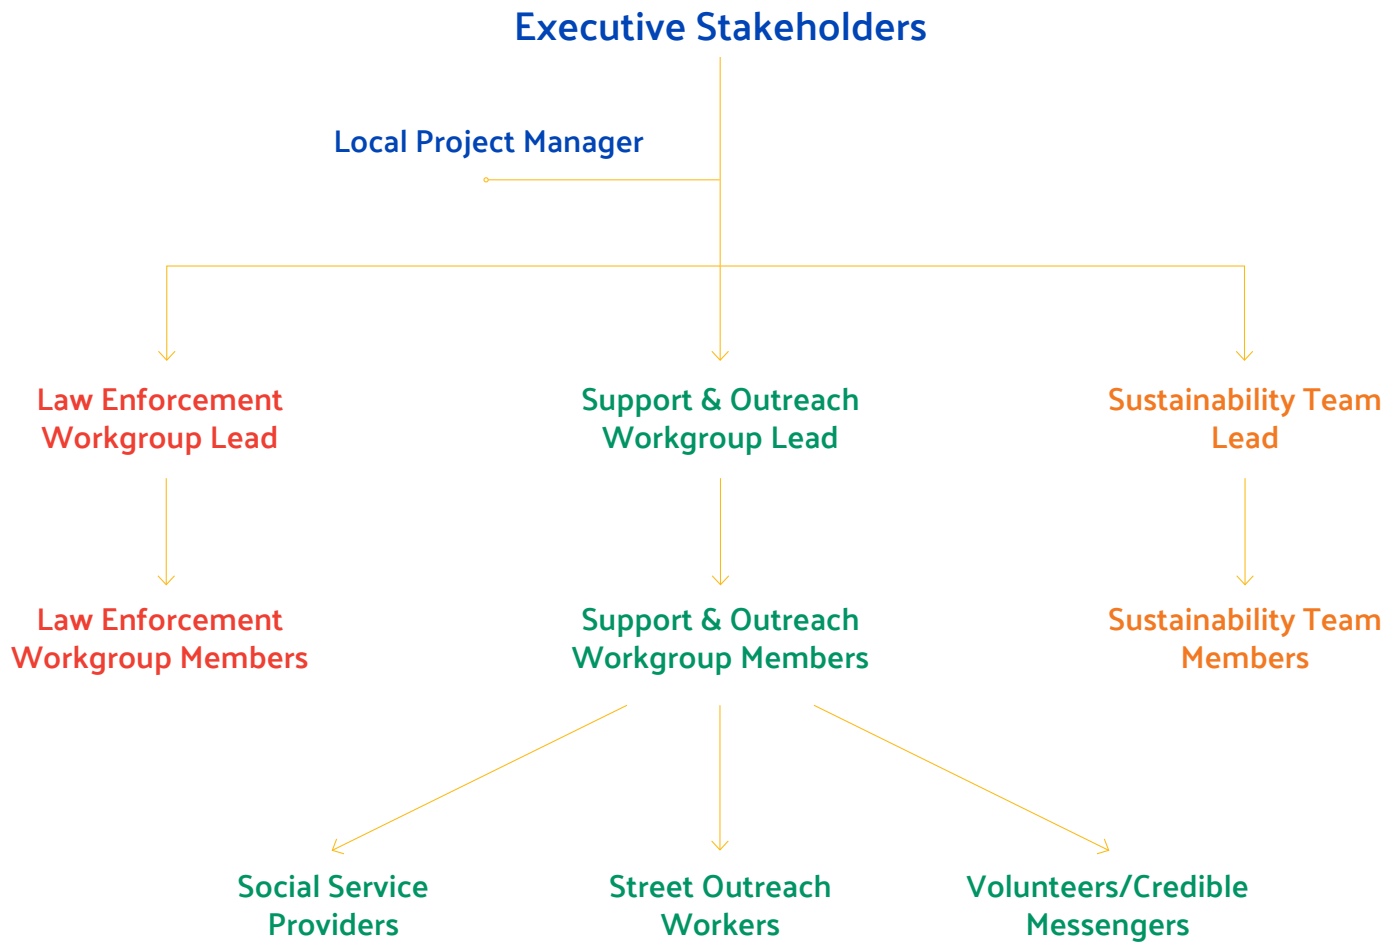 Executive Stakeholders
Local Project Manager
Law Enforcement
Workgroup Lead
Support & Outreach
Workgroup Lead
Sustainability Team
Lead
Law Enforcement
Workgroup Members
Support & Outreach
Workgroup Members
Sustainability Team
Members
Social Service
Providers
Street Outreach
Workers
Volunteers/Credible
Messengers